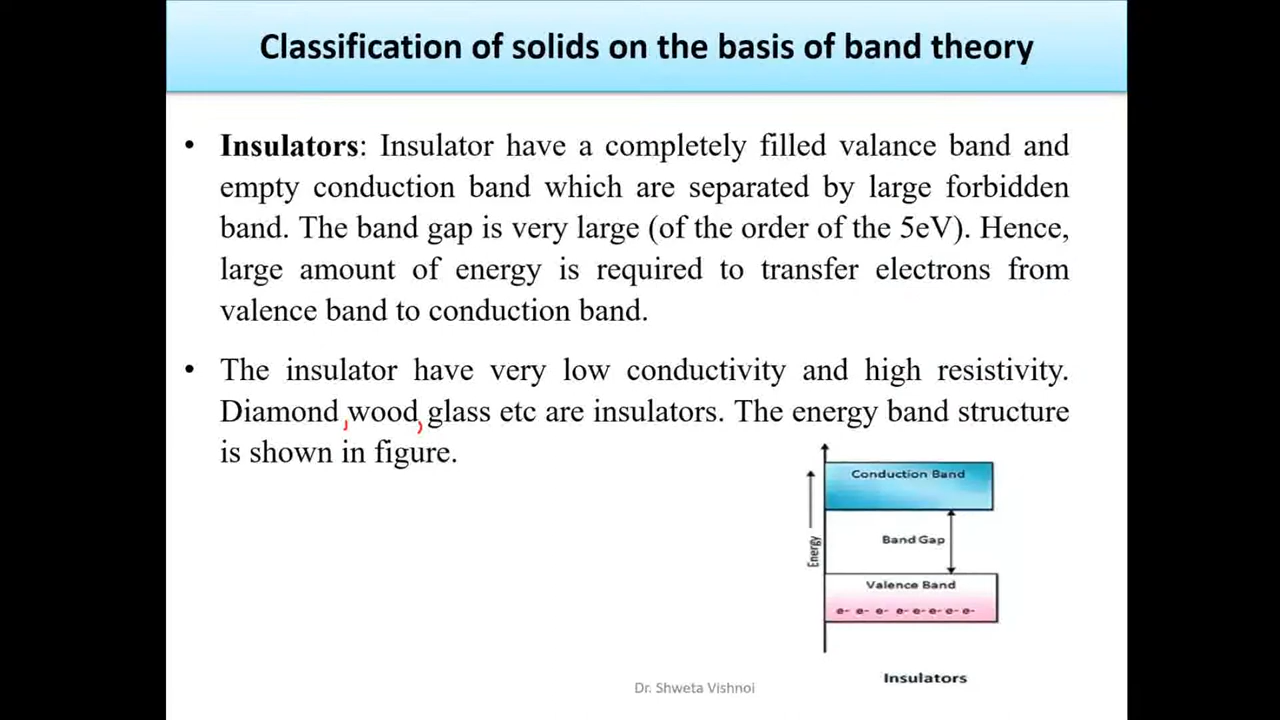 Classification of solids on the basis of band theory
• Insulators: Insulator have a completely filled valance band and
empty conduction band which are separated by large forbidden
band. The band gap is very large (of the order of the 5eV). Hence,
large amount of energy is required to transfer electrons from
valence band to conduction band.
• The insulator have very low conductivity and high resistivity.
Diamond, wood, glass etc are insulators. The energy band structure
is shown in figure.
Conduction Band
Band Gap
Energy
Valence Band
e- e- e- e- e- e- e- e-
Insulators
Dr. Shweta Vishnoi